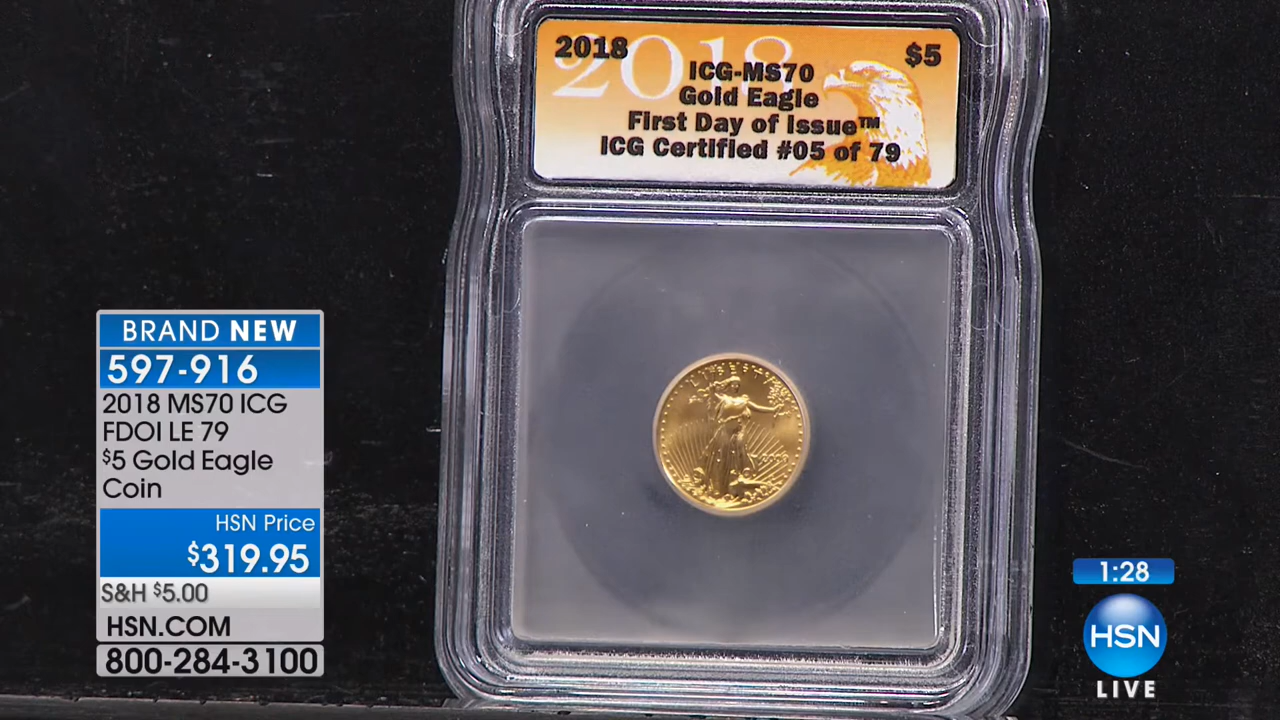 2018
2018
$5
ICG-MS70
Gold Eagle
First Day of Issue™
ICG Certified #05 of 79
BRAND NEW
597-916
2018 MS70 ICG
FDOI LE 79
$5 Gold Eagle
Coin
HSN Price
$319.95
S&H $5.00
HSN.COM
800-284-3100
1:28
HSN
LIVE